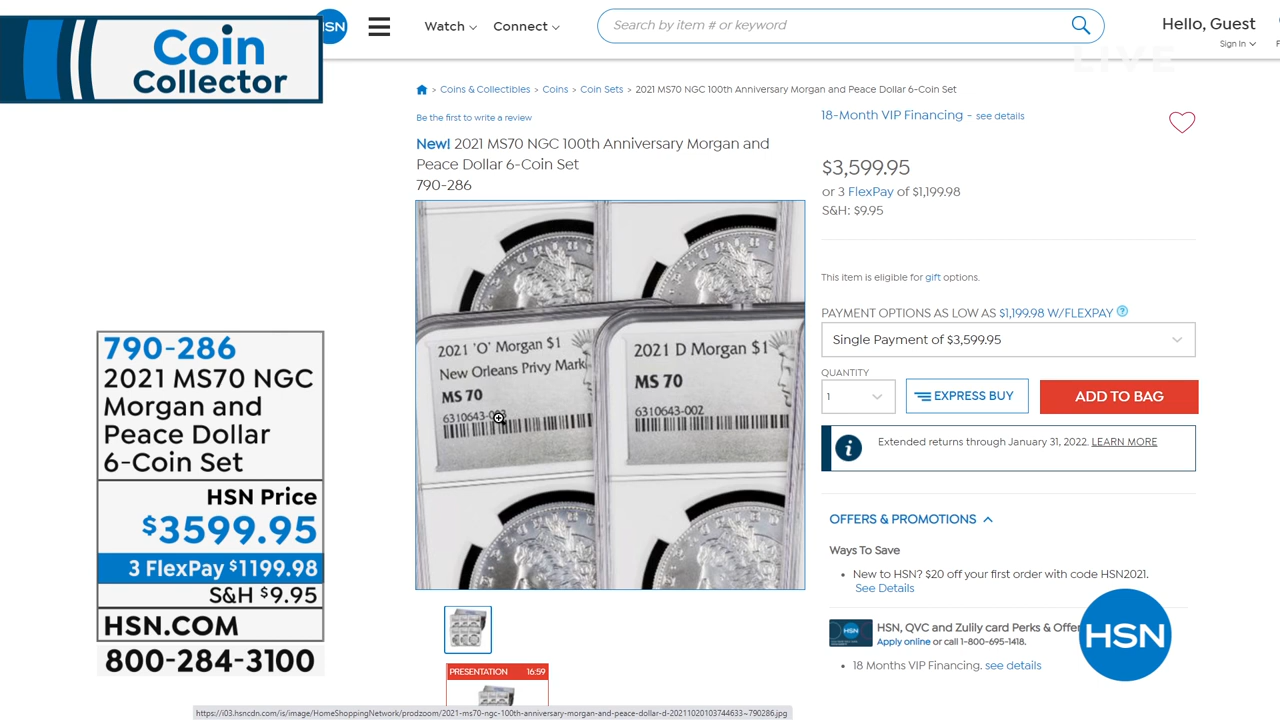 Coin
Collector
HSN
Watch
Connect
Search by item # or keyword
Hello, Guest
Sign In
LIVE
Coins & Collectibles > Coins > Coin Sets > 2021 MS70 NGC 100th Anniversary Morgan and Peace Dollar 6-Coin Set
Be the first to write a review
New! 2021 MS70 NGC 100th Anniversary Morgan and
Peace Dollar 6-Coin Set
790-286
2021 'O' Morgan $1
New Orleans Privy Mark
MS 70
6310643-003
2021 D Morgan $1
MS 70
6310643-002
PRESENTATION 16:59
18-Month VIP Financing - see details
$3,599.95
or 3 FlexPay of $1,199.98
S&H: $9.95
This item is eligible for gift options.
PAYMENT OPTIONS AS LOW AS $1,199.98 W/FLEXPAY ?
Single Payment of $3,599.95
QUANTITY
1
EXPRESS BUY
ADD TO BAG
Extended returns through January 31, 2022. LEARN MORE
OFFERS & PROMOTIONS
Ways To Save
• New to HSN? $20 off your first order with code HSN2021.
See Details
HSN
HSN, QVC and Zulily card Perks & Offer
Apply online or call 1-800-695-1418.
• 18 Months VIP Financing. see details
HSN
790-286
2021 MS70 NGC
Morgan and
Peace Dollar
6-Coin Set
HSN Price
$3599.95
3 FlexPay $1199.98
S&H $9.95
HSN.COM
800-284-3100
https://i03.hsncdn.com/is/image/HomeShoppingNetwork/prodzoom/2021-ms70-ngc-100th-anniversary-morgan-and-peace-dollar-d-20211020103744633~790286.jpg